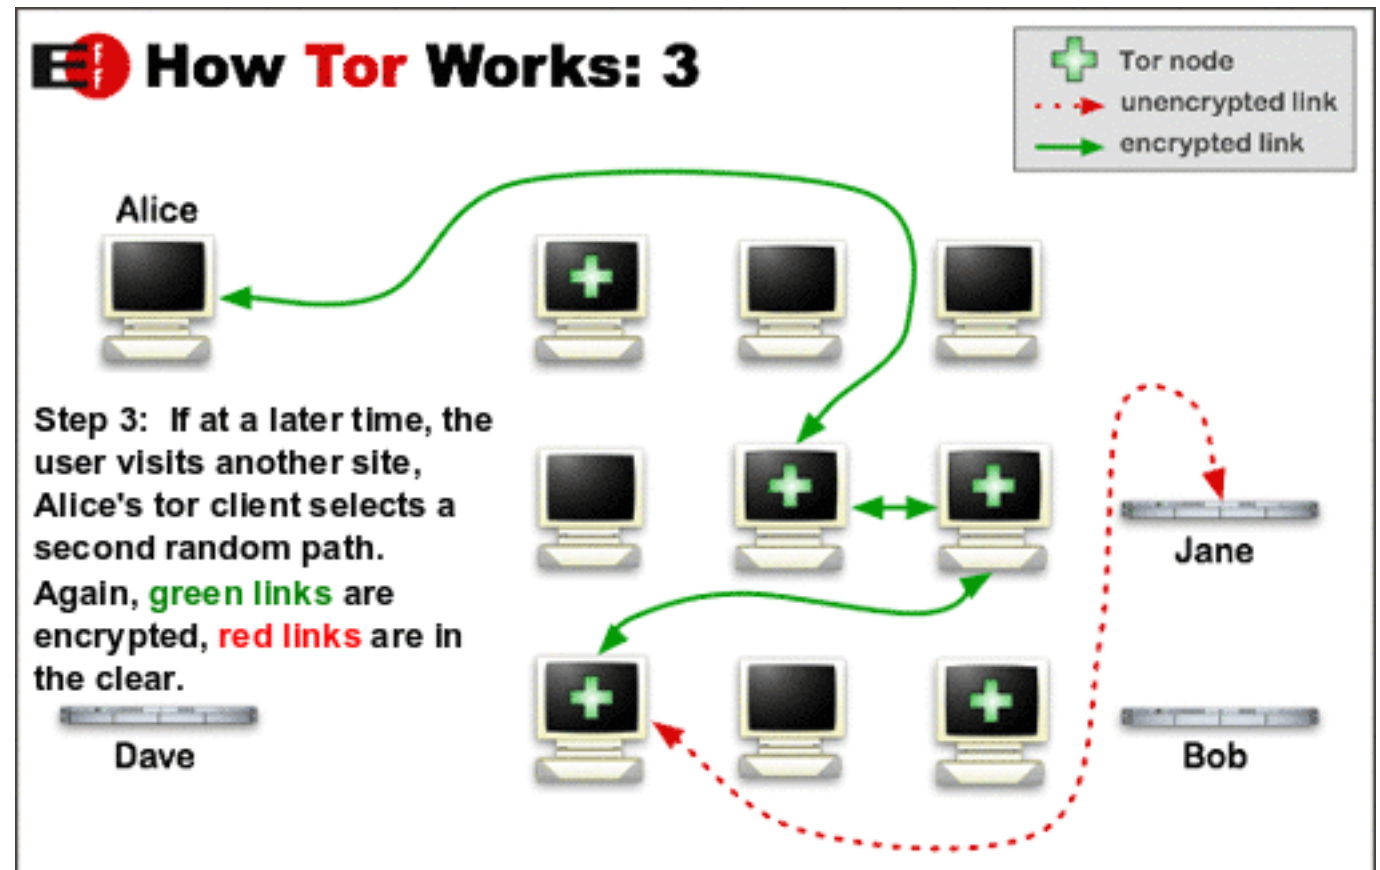 EFF How Tor Works: 3
Tor node
unencrypted link
encrypted link
Alice
Step 3: If at a later time, the
user visits another site,
Alice's tor client selects a
second random path.
Again, green links are
encrypted, red links are in
the clear.
Jane
Dave
Bob